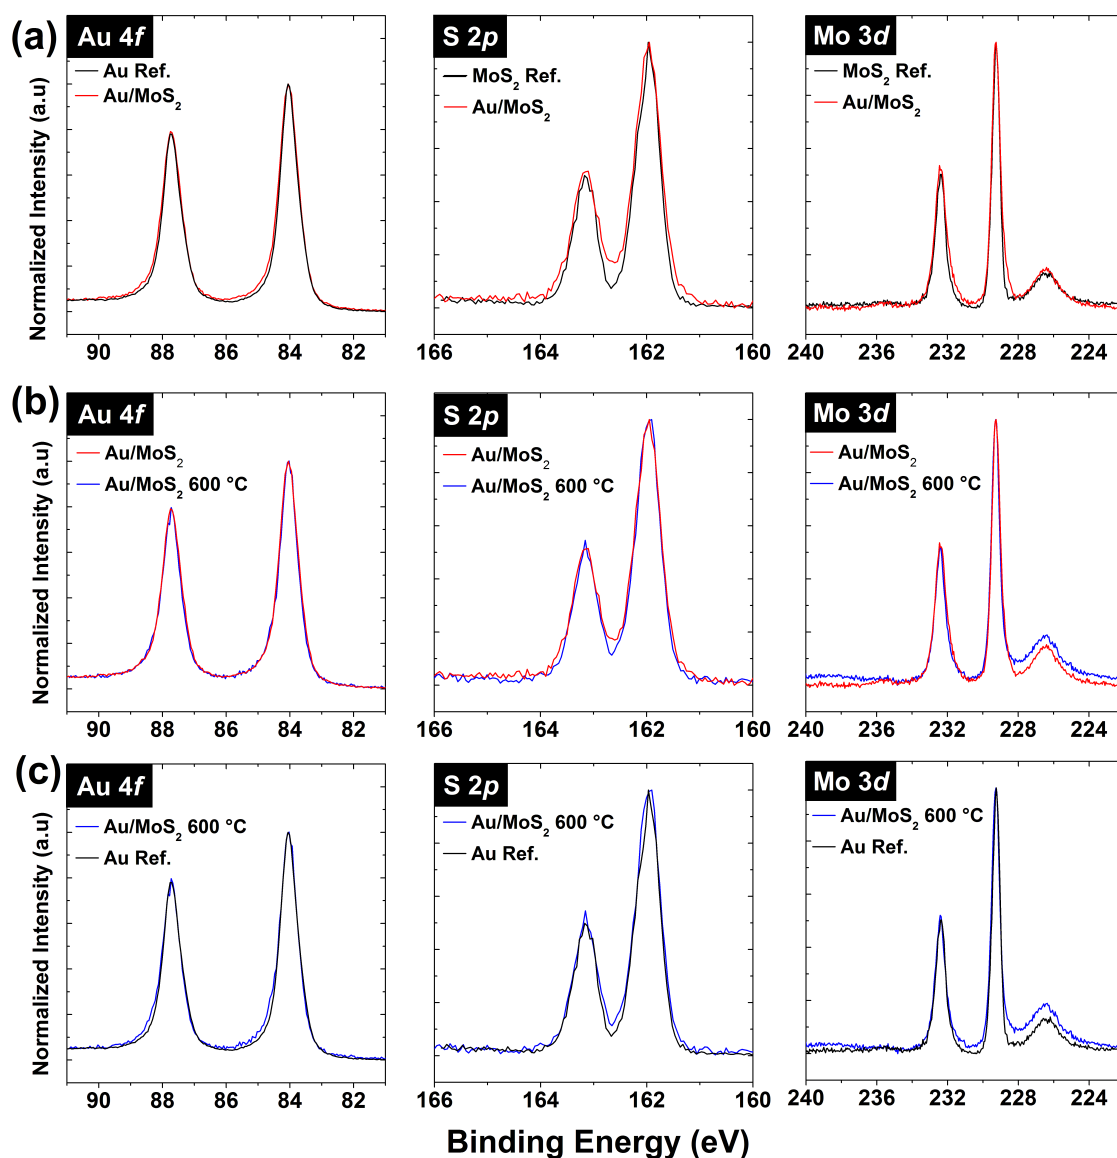 (a)
Au 4f
Au Ref.
Au/MoS2
S 2p
MoS2 Ref.
Au/MoS2
Mo 3d
MoS2 Ref.
Au/MoS2
Normalized Intensity (a.u)
90 88 86 84 82
166 164 162 160
240 236 232 228 224
(b)
Au 4f
Au/MoS2
Au/MoS2 600 °C
S 2p
Au/MoS2
Au/MoS2 600 °C
Mo 3d
Au/MoS2
Au/MoS2 600 °C
Normalized Intensity (a.u)
90 88 86 84 82
166 164 162 160
240 236 232 228 224
(c)
Au 4f
Au/MoS2 600 °C
Au Ref.
S 2p
Au/MoS2 600 °C
Au Ref.
Mo 3d
Au/MoS2 600 °C
Au Ref.
Normalized Intensity (a.u)
90 88 86 84 82
166 164 162 160
240 236 232 228 224
Binding Energy (eV)